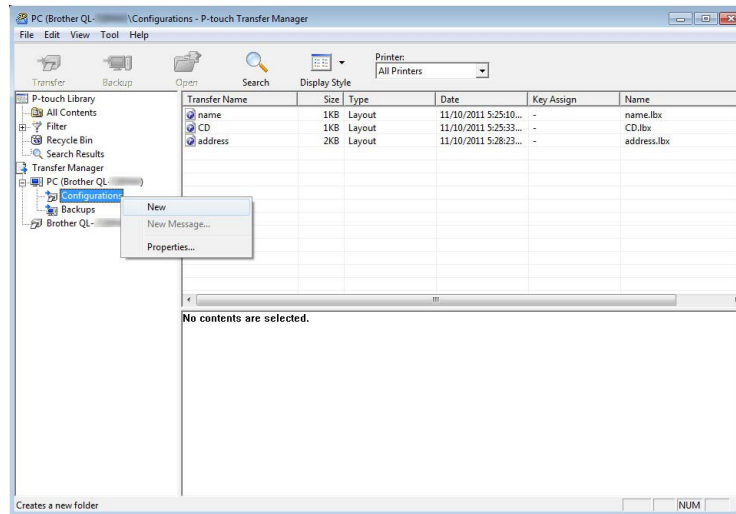 PC (Brother QL- \Configurations - P-touch Transfer Manager
File Edit View Tool Help
Printer:
All Printers
Transfer Backup Open Search Display Style
P-touch Library
All Contents
Filter
Recycle Bin
Search Results
Transfer Manager
PC (Brother QL- )
Configurations
Backups
Brother QL-
New
New Message...
Properties...
Transfer Name Size Type Date Key Assign Name
name 1KB Layout 11/10/2011 5:25:10... - name.lbx
CD 1KB Layout 11/10/2011 5:25:33... - CD.lbx
address 2KB Layout 11/10/2011 5:28:23... - address.lbx
No contents are selected.
Creates a new folder NUM